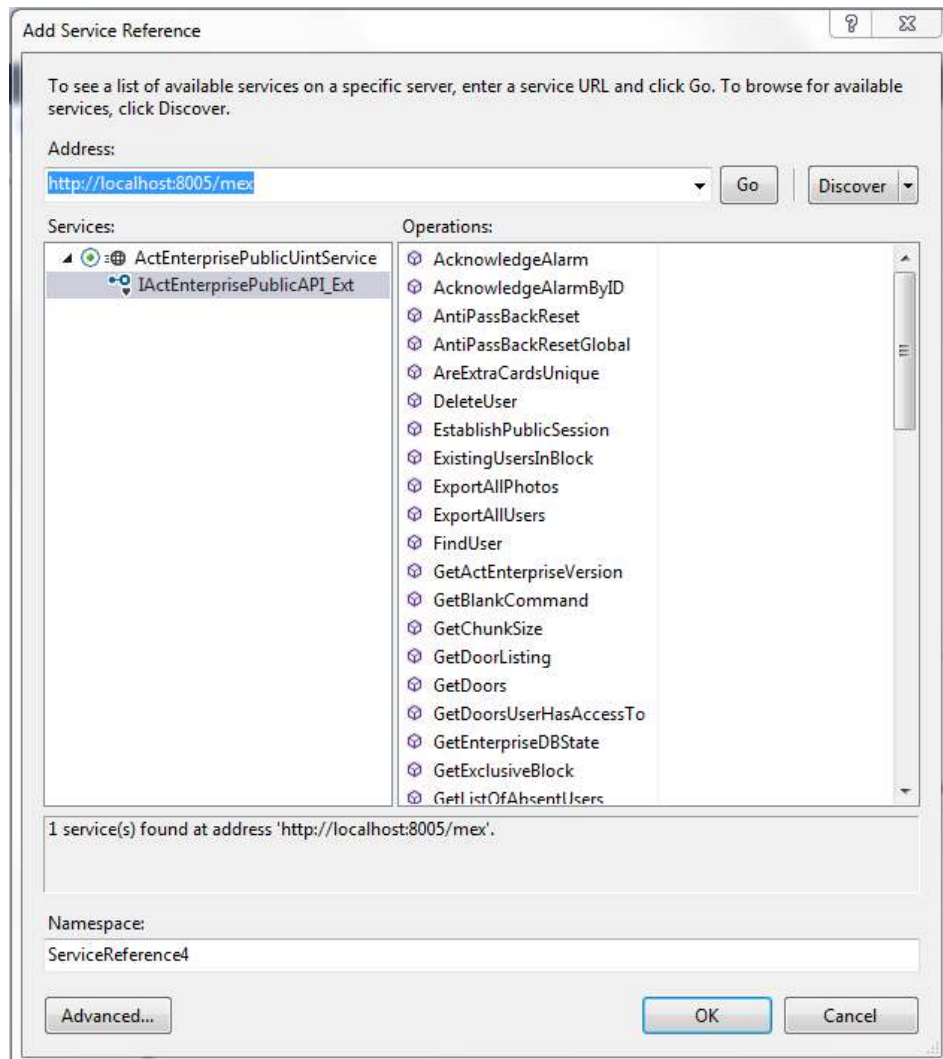 Add Service Reference
To see a list of available services on a specific server, enter a service URL and click Go. To browse for available
services, click Discover.
Address:
http://localhost:8005/mex
Go
Discover
Services:
Operations:
ActEnterprisePublicUintService
IActEnterprisePublicAPI_Ext
AcknowledgeAlarm
AcknowledgeAlarmByID
AntiPassBackReset
AntiPassBackResetGlobal
AreExtraCardsUnique
DeleteUser
EstablishPublicSession
ExistingUsersInBlock
ExportAllPhotos
ExportAllUsers
FindUser
GetActEnterpriseVersion
GetBlankCommand
GetChunkSize
GetDoorListing
GetDoors
GetDoorsUserHasAccessTo
GetEnterpriseDBState
GetExclusiveBlock
GetListOfAbsentUsers
1 service(s) found at address 'http://localhost:8005/mex'.
Namespace:
ServiceReference4
Advanced...
OK
Cancel